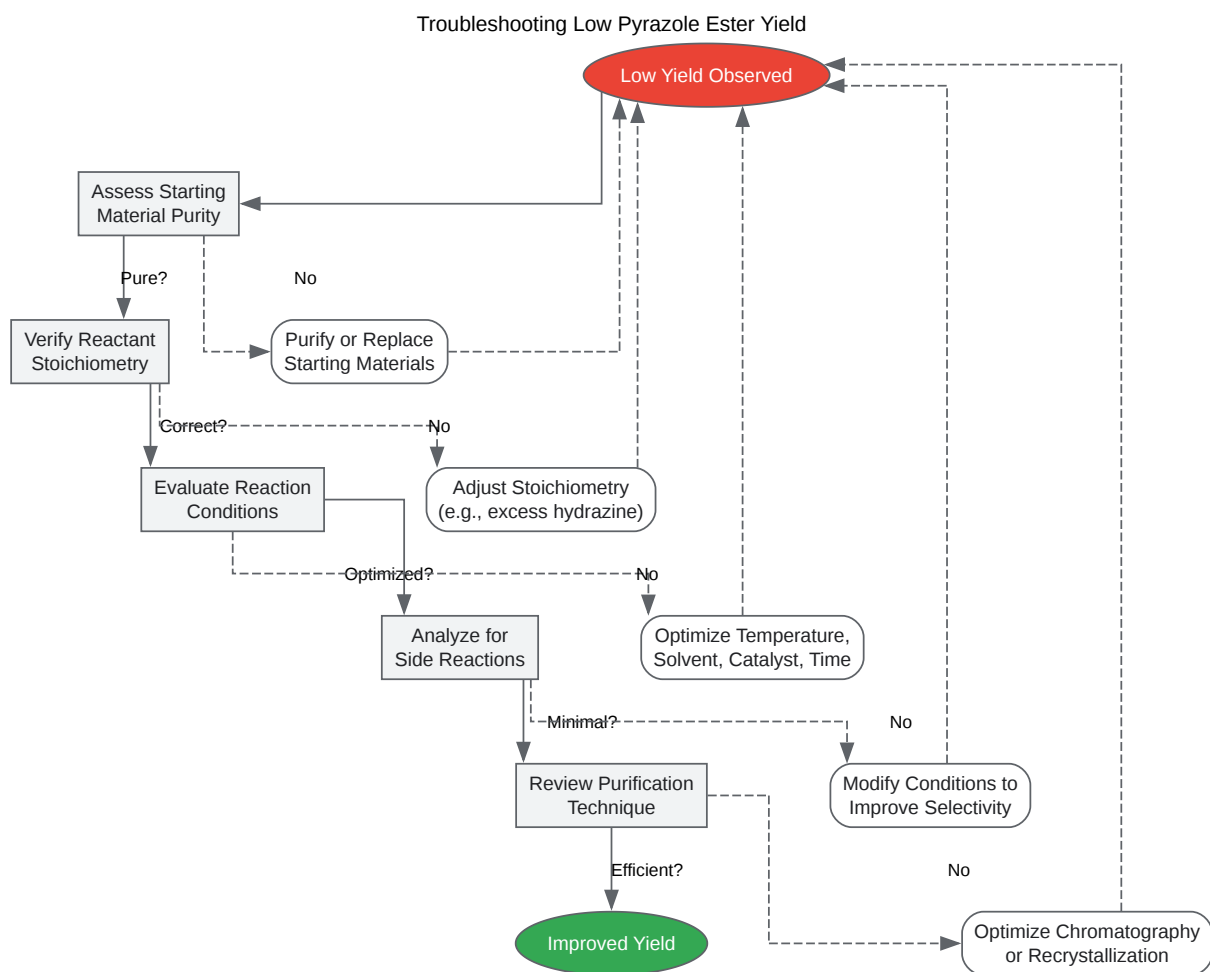 Troubleshooting Low Pyrazole Ester Yield
Low Yield Observed
Assess Starting
Material Purity
Pure?
No
Verify Reactant
Stoichiometry
Purify or Replace
Starting Materials
Correct?
No
Evaluate Reaction
Conditions
Adjust Stoichiometry
(e.g., excess hydrazine)
Optimized?
No
Analyze for
Side Reactions
Optimize Temperature,
Solvent, Catalyst, Time
Minimal?
No
Review Purification
Technique
Modify Conditions to
Improve Selectivity
Efficient?
No
Improved Yield
Optimize Chromatography
or Recrystallization